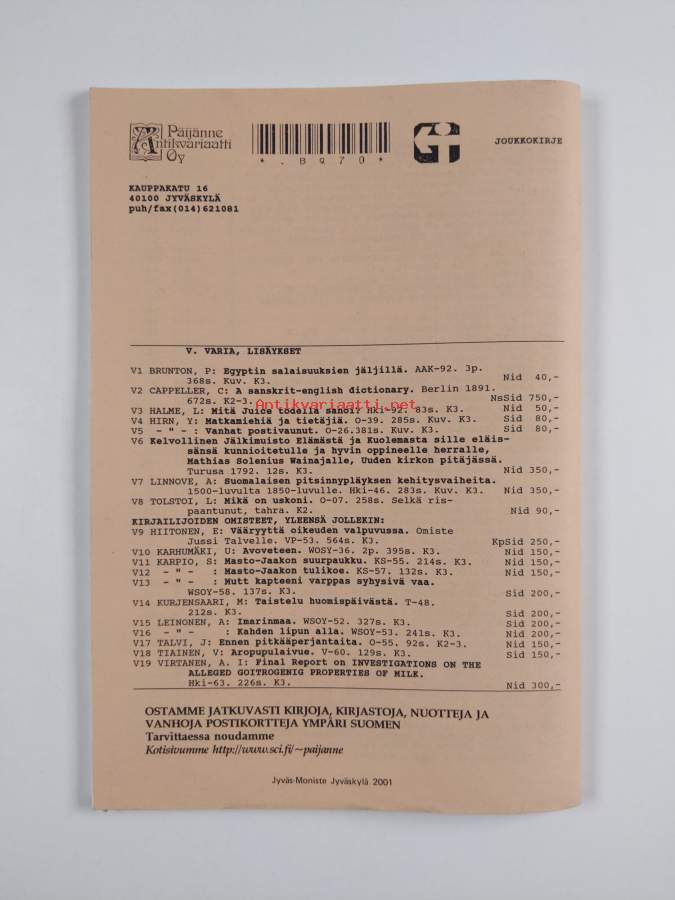 Päijänne
Antikvariaatti
Oy
*.B970*
JOUKKOKIRJE
KAUPPAKATU 16
40100 JYVÄSKYLÄ
puh/fax(014)621081
V. VARIA, LISÄYKSET
V1 BRUNTON, P: Egyptin salaisuuksien jäljillä. AAK-92. 3p.
368s. Kuv. K3. Nid 40,-
V2 CAPPELLER, C: A sanskrit-english dictionary. Berlin 1891.
672s. K2-3. NsSid 750,-
Antikvariaatti.net
V3 HALME, L: Mitä Juice todella sanoi? Hki-92. 83s. K3. Nid 50,-
V4 HIRN, Y: Matkamiehiä ja tietäjiä. O-39. 285s. Kuv. K3. Sid 80,-
V5 - " - : Vanhat postivaunut. O-26.381s. Kuv. K3. Sid 80,-
V6 Kelvollinen Jälkimuisto Elämästä ja Kuolemasta sille eläis-
sänsä kunnioitetulle ja hyvin oppineelle herralle,
Mathias Solenius Wainajalle, Uuden kirkon pitäjässä.
Turusa 1792. 12s. K3. Nid 350,-
V7 LINNOVE, A: Suomalaisen pitsinnypläyksen kehitysvaiheita.
1500-luvulta 1850-luvulle. Hki-46. 283s. Kuv. K3. Nid 350,-
V8 TOLSTOI, L: Mikä on uskoni. O-07. 258s. Selkä ris-
paantunut, tahra. K2. Nid 90,-
KIRJAILIJOIDEN OMISTEET, YLEENSÄ JOLLEKIN:
V9 HIITONEN, E: Vääryyttä oikeuden valpuvussa. Omiste
Jussi Talvelle. VP-53. 564s. K3. KpSid 250,-
V10 KARHUMÄKI, U: Avoveteen. WSOY-36. 2p. 395s. K3. Nid 150,-
V11 KARPIO, S: Masto-Jaakon suurpaukku. KS-55. 214s. K3. Nid 150,-
V12 - " - : Masto-Jaakon tulikoe. KS-57. 132s. K3. Nid 150,-
V13 - " - : Mutt kapteeni varppas syhysivä vaa.
WSOY-58. 137s. K3. Sid 200,-
V14 KURJENSAARI, M: Taistelu huomispäivästä. T-48.
212s. K3. Sid 200,-
V15 LEINONEN, A: Imarinmaa. WSOY-52. 327s. K3. Sid 200,-
V16 - " - : Kahden lipun alla. WSOY-53. 241s. K3. Nid 200,-
V17 TALVI, J: Ennen pitkääperjantaita. O-55. 92s. K2-3. Nid 150,-
V18 TIAINEN, V: Aropupulaivue. V-60. 129s. K3. Sid 150,-
V19 VIRTANEN, A. I: Final Report on INVESTIGATIONS ON THE
ALLEGED GOITROGENIG PROPERTIES OF MILK.
Hki-63. 226s. K3. Nid 300,-
OSTAMME JATKUVASTI KIRJOJA, KIRJASTOJA, NUOTTEJA JA
VANHOJA POSTIKORTTEJA YMPÄRI SUOMEN
Tarvittaessa noudamme
Kotisivumme http://www.sci.fi/~paijanne
Jyväs-Moniste Jyväskylä 2001